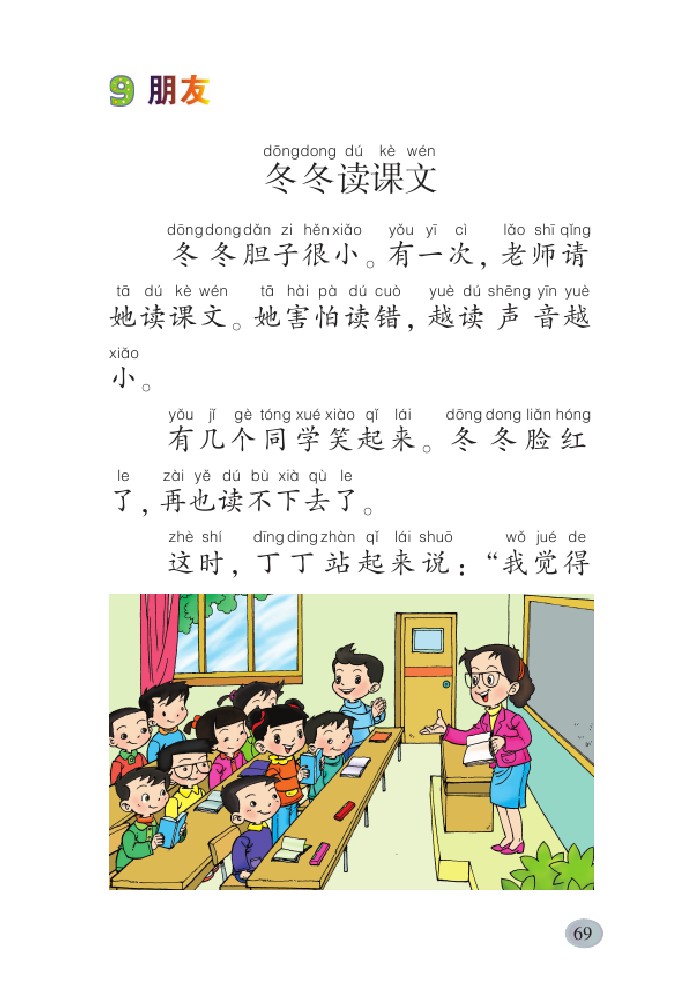 9 朋友
dōngdong dú kè wén
冬冬读课文
dōngdongdǎn zi hěnxiǎo yǒu yī cì lǎo shī qǐng
冬冬胆子很小。有一次，老师请
tā dú kè wén tā hài pà dú cuò yuè dú shēng yīn yuè
她读课文。她害怕读错，越读声音越
xiǎo
小。
yǒu jǐ gè tóng xué xiào qǐ lái dōng dong liǎn hóng
有几个同学笑起来。冬冬脸红
le zài yě dú bù xià qù le
了，再也读不下去了。
zhè shí dīng ding zhàn qǐ lái shuō wǒ jué de
这时，丁丁站起来说：“我觉得
69